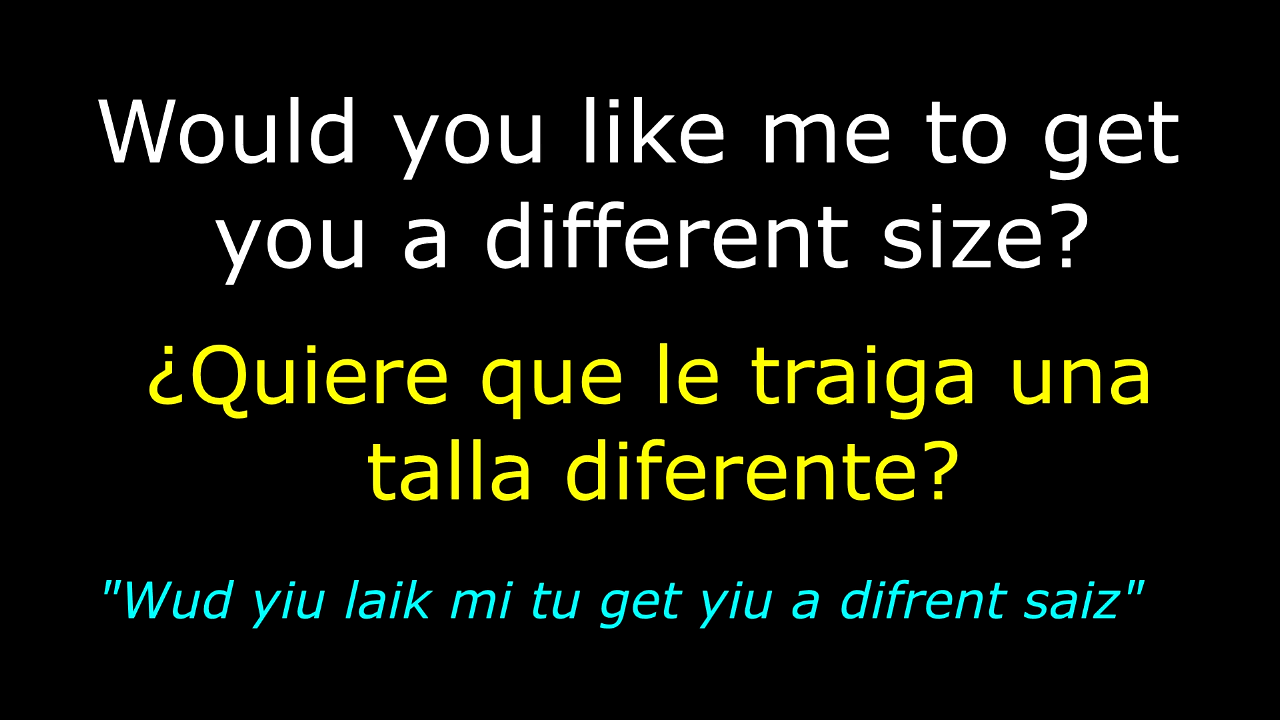 Would you like me to get
you a different size?
¿Quiere que le traiga una
talla diferente?
"Wud yiu laik mi tu get yiu a difrent saiz"